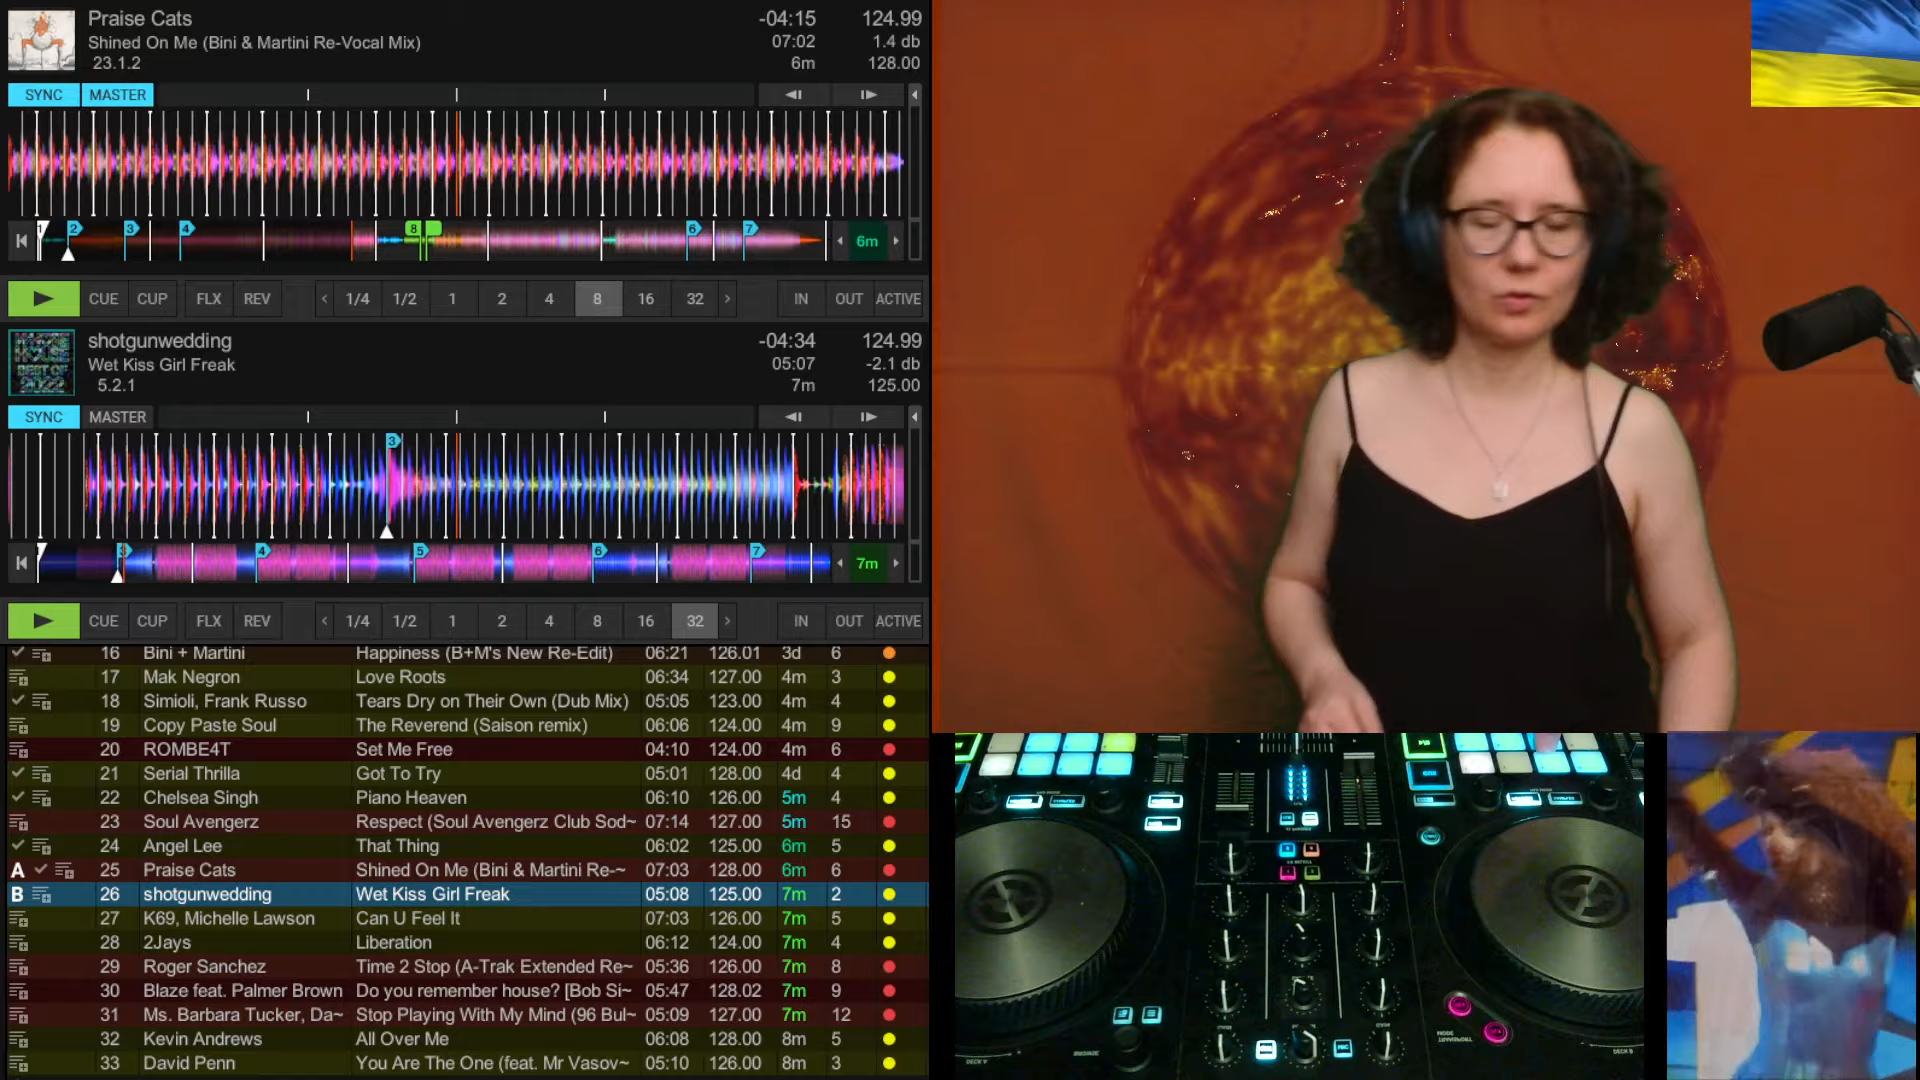 Praise Cats -04:15 124.99
Shined On Me (Bini & Martini Re-Vocal Mix) 07:02 1.4 db
23.1.2 6m 128.00
SYNC MASTER
1 2 3 4 8 6 7 6m
CUE CUP FLX REV < 1/4 1/2 1 2 4 8 16 32 > IN OUT ACTIVE
shotgunwedding -04:34 124.99
Wet Kiss Girl Freak 05:07 -2.1 db
5.2.1 7m 125.00
SYNC MASTER
3
3 4 5 6 7 7m
CUE CUP FLX REV < 1/4 1/2 1 2 4 8 16 32 > IN OUT ACTIVE
16 Bini + Martini Happiness (B+M's New Re-Edit) 06:21 126.01 3d 6
17 Mak Negron Love Roots 06:34 127.00 4m 3
18 Simioli, Frank Russo Tears Dry on Their Own (Dub Mix) 05:05 123.00 4m 4
19 Copy Paste Soul The Reverend (Saison remix) 06:06 124.00 4m 9
20 ROMBE4T Set Me Free 04:10 124.00 4m 6
21 Serial Thrilla Got To Try 05:01 128.00 4d 4
22 Chelsea Singh Piano Heaven 06:10 126.00 5m 4
23 Soul Avengerz Respect (Soul Avengerz Club Sod~ 07:14 127.00 5m 15
24 Angel Lee That Thing 06:02 125.00 6m 5
A 25 Praise Cats Shined On Me (Bini & Martini Re-~ 07:03 128.00 6m 6
B 26 shotgunwedding Wet Kiss Girl Freak 05:08 125.00 7m 2
27 K69, Michelle Lawson Can U Feel It 07:03 126.00 7m 5
28 2Jays Liberation 06:12 124.00 7m 4
29 Roger Sanchez Time 2 Stop (A-Trak Extended Re~ 05:36 126.00 7m 8
30 Blaze feat. Palmer Brown Do you remember house? [Bob Si~ 05:47 128.02 7m 9
31 Ms. Barbara Tucker, Da~ Stop Playing With My Mind (96 Bul~ 05:09 127.00 7m 12
32 Kevin Andrews All Over Me 06:08 128.00 8m 5
33 David Penn You Are The One (feat. Mr Vasov~ 05:10 126.00 8m 3